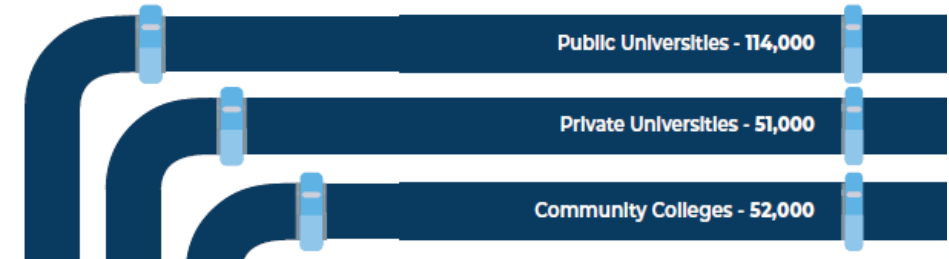 Public Universities - 114,000
Private Universities - 51,000
Community Colleges - 52,000